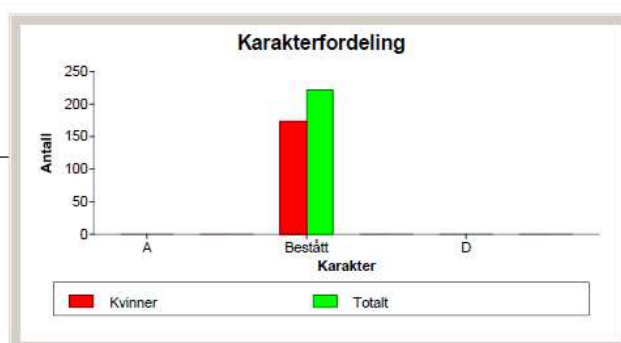 Karakterfordeling
250
200
150
100
50
0
Antall
A Bestått D
Karakter
Kvinner Totalt